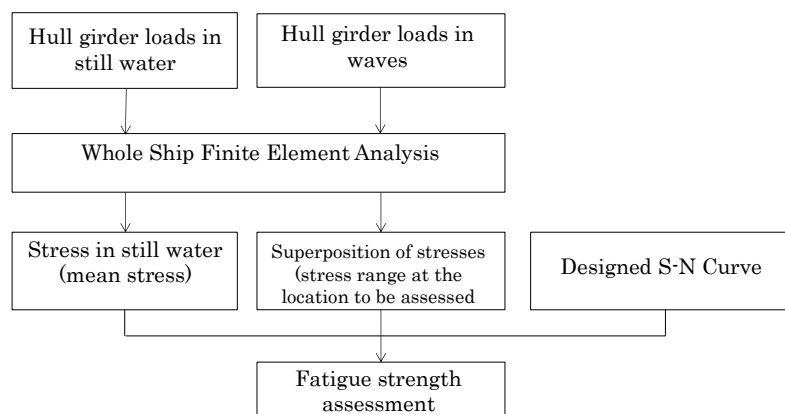 Hull girder loads in
still water
Hull girder loads in
waves
Whole Ship Finite Element Analysis
Stress in still water
(mean stress)
Superposition of stresses
(stress range at the
location to be assessed
Designed S-N Curve
Fatigue strength
assessment